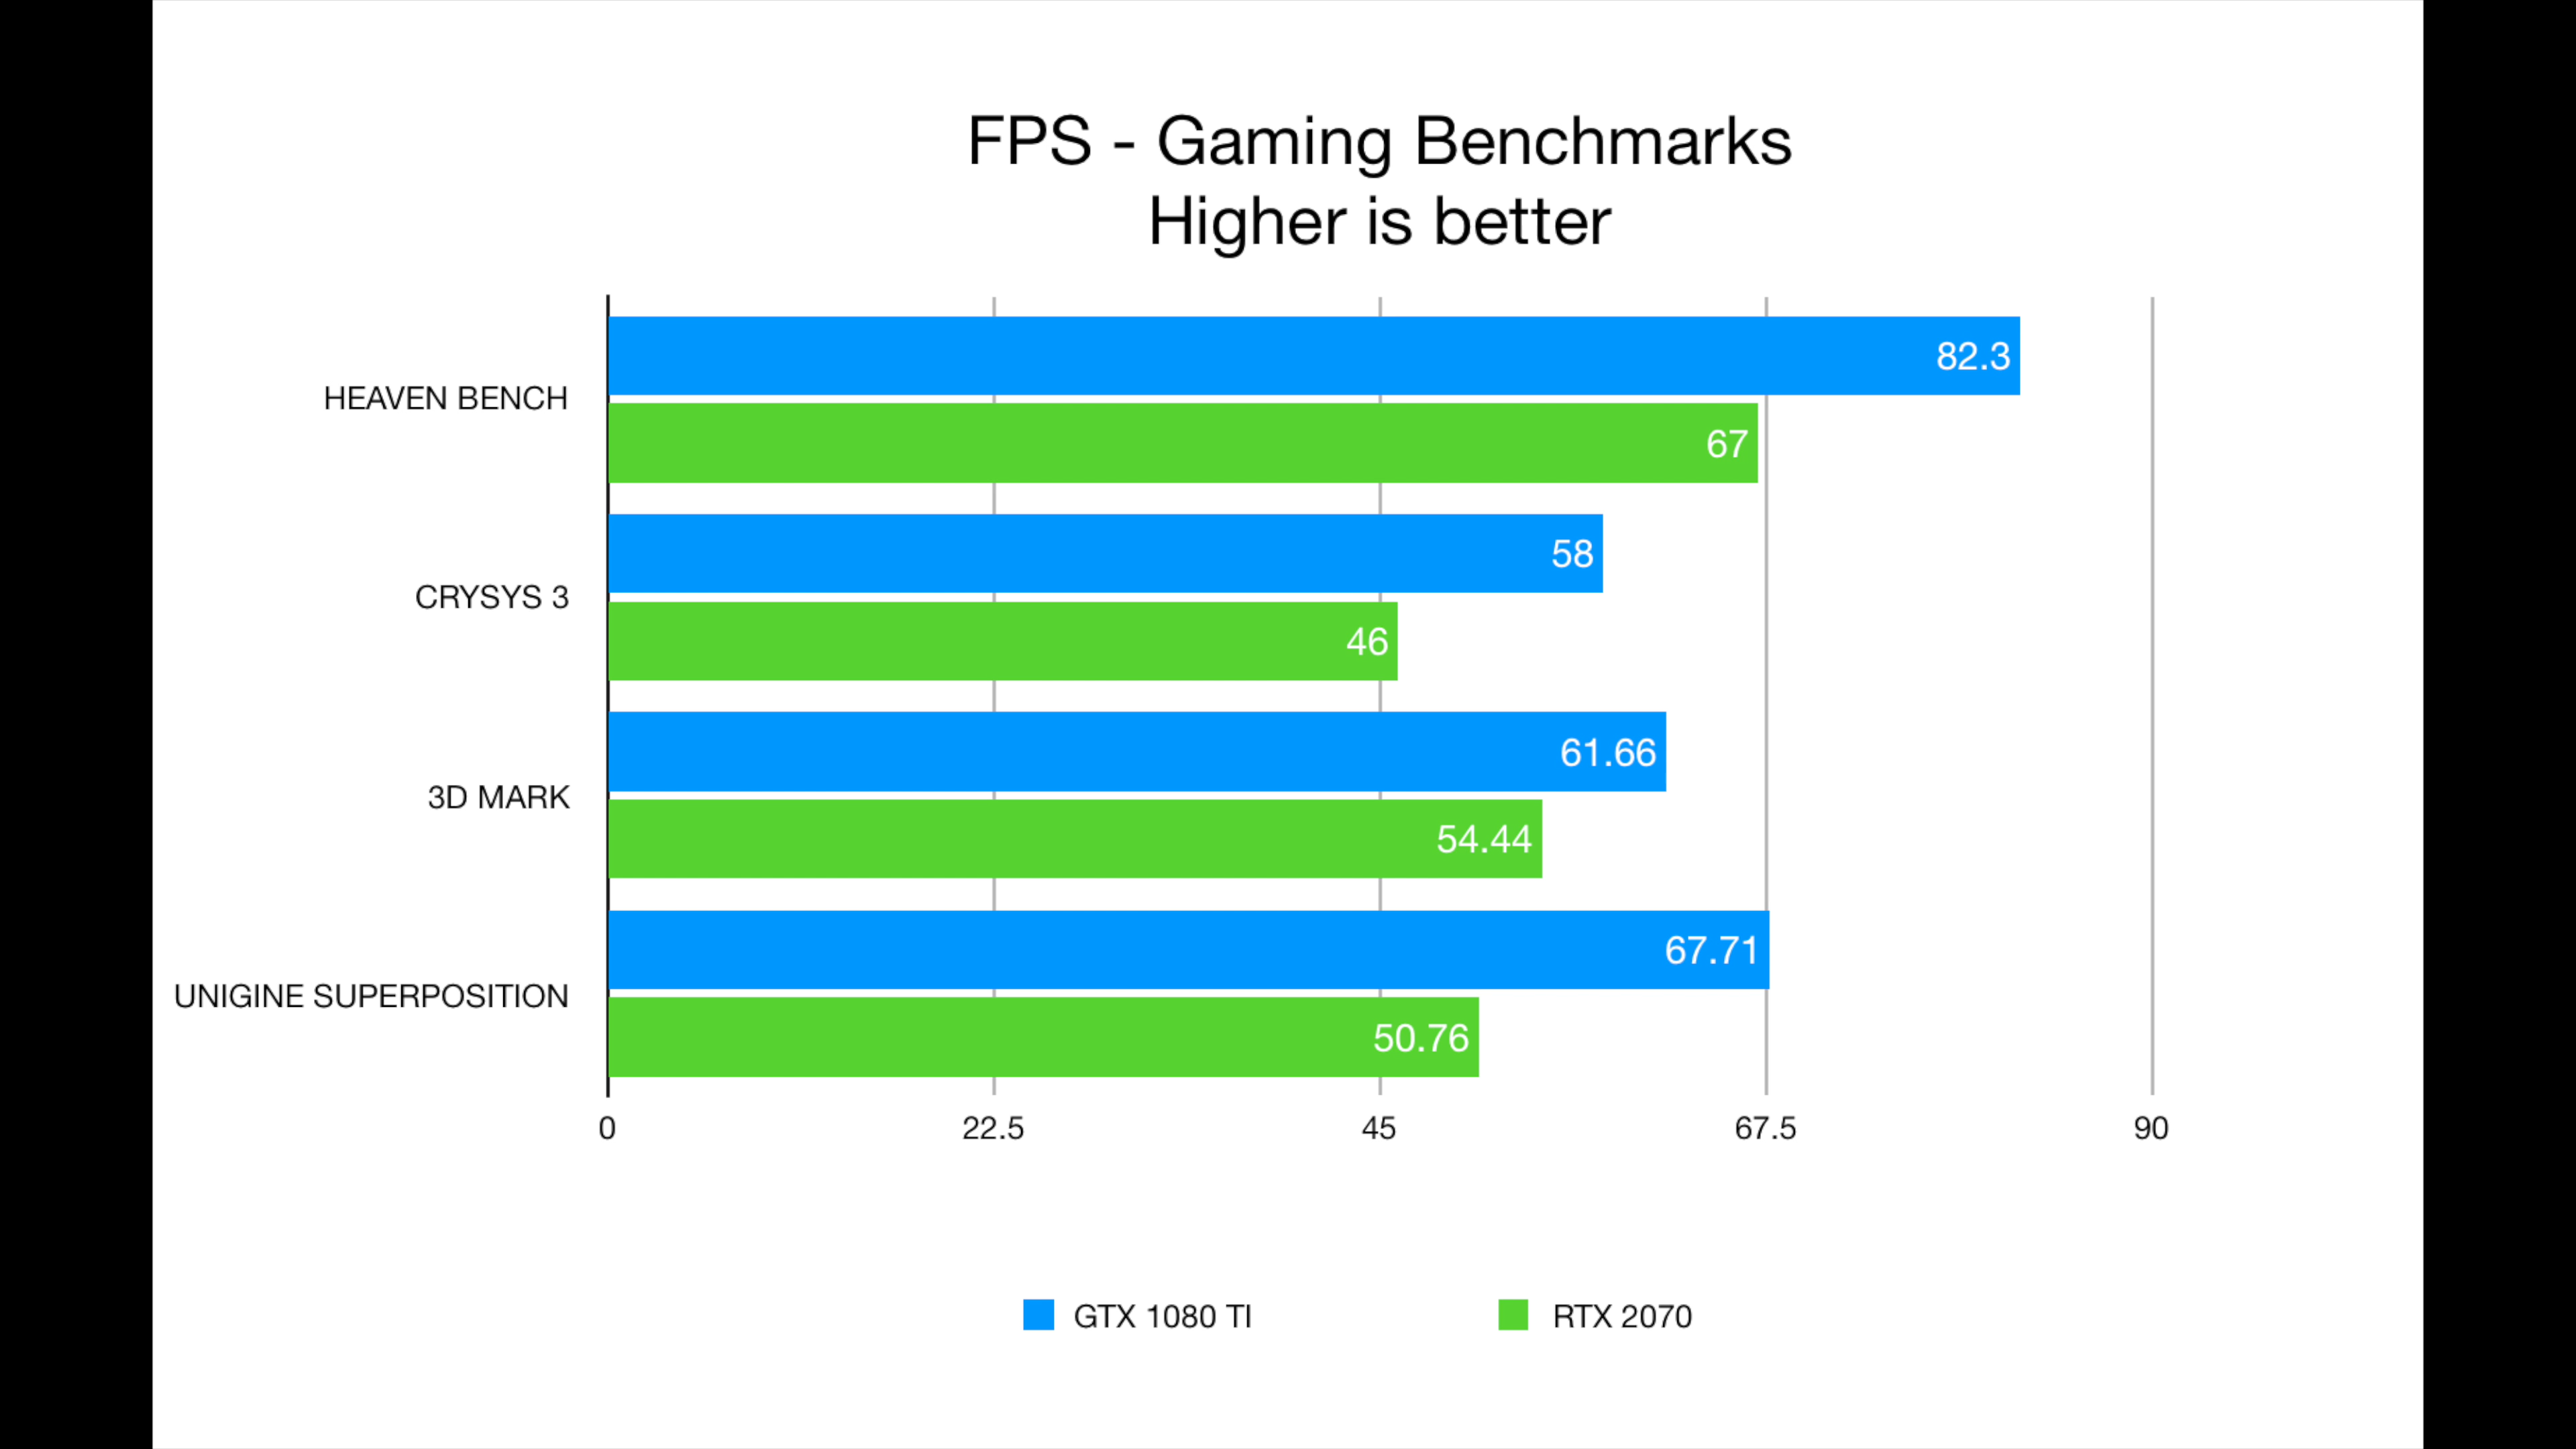 FPS - Gaming Benchmarks
Higher is better
HEAVEN BENCH
82.3
67
CRYSYS 3
58
46
3D MARK
61.66
54.44
UNIGINE SUPERPOSITION
67.71
50.76
0 22.5 45 67.5 90
GTX 1080 TI RTX 2070